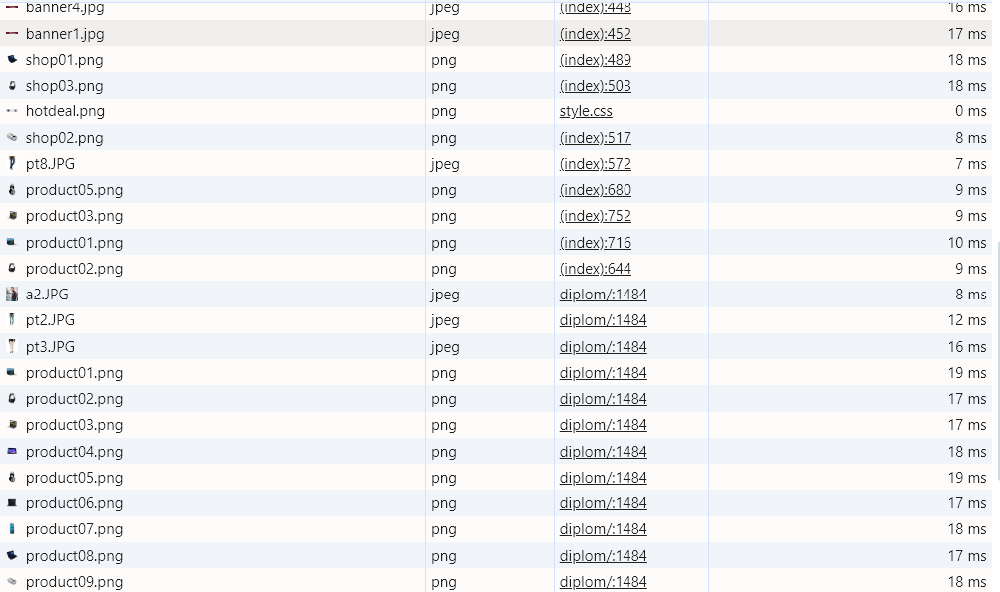 banner4.jpg jpeg (index):448 16 ms
banner1.jpg jpeg (index):452 17 ms
shop01.png png (index):489 18 ms
shop03.png png (index):503 18 ms
hotdeal.png png style.css 0 ms
shop02.png png (index):517 8 ms
pt8.JPG jpeg (index):572 7 ms
product05.png png (index):680 9 ms
product03.png png (index):752 9 ms
product01.png png (index):716 10 ms
product02.png png (index):644 9 ms
a2.JPG jpeg diplom/:1484 8 ms
pt2.JPG jpeg diplom/:1484 12 ms
pt3.JPG jpeg diplom/:1484 16 ms
product01.png png diplom/:1484 19 ms
product02.png png diplom/:1484 17 ms
product03.png png diplom/:1484 17 ms
product04.png png diplom/:1484 18 ms
product05.png png diplom/:1484 19 ms
product06.png png diplom/:1484 17 ms
product07.png png diplom/:1484 18 ms
product08.png png diplom/:1484 17 ms
product09.png png diplom/:1484 18 ms